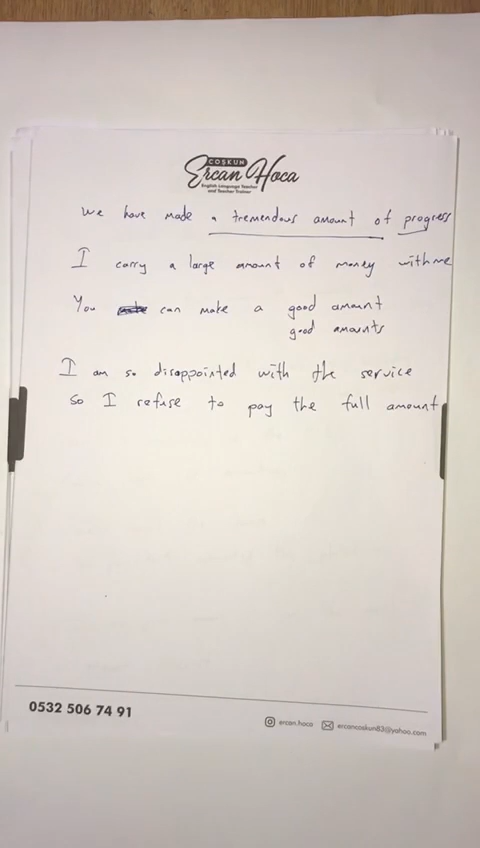 COŞKUN
Ercan Hoca
English Language Teacher
and Teacher Trainer
We have made a tremendous amount of progress
I carry a large amount of money with me
You can make a good amount
good amounts
I am so disappointed with the service
so I refuse to pay the full amount
0532 506 74 91
ercan.hoca ercancoskun83@yahoo.com